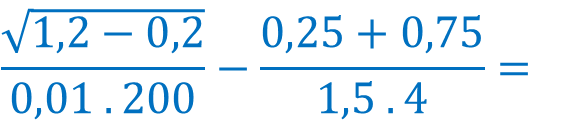 √(1,2 − 0,2) / (0,01 . 200) − (0,25 + 0,75) / (1,5 . 4) =